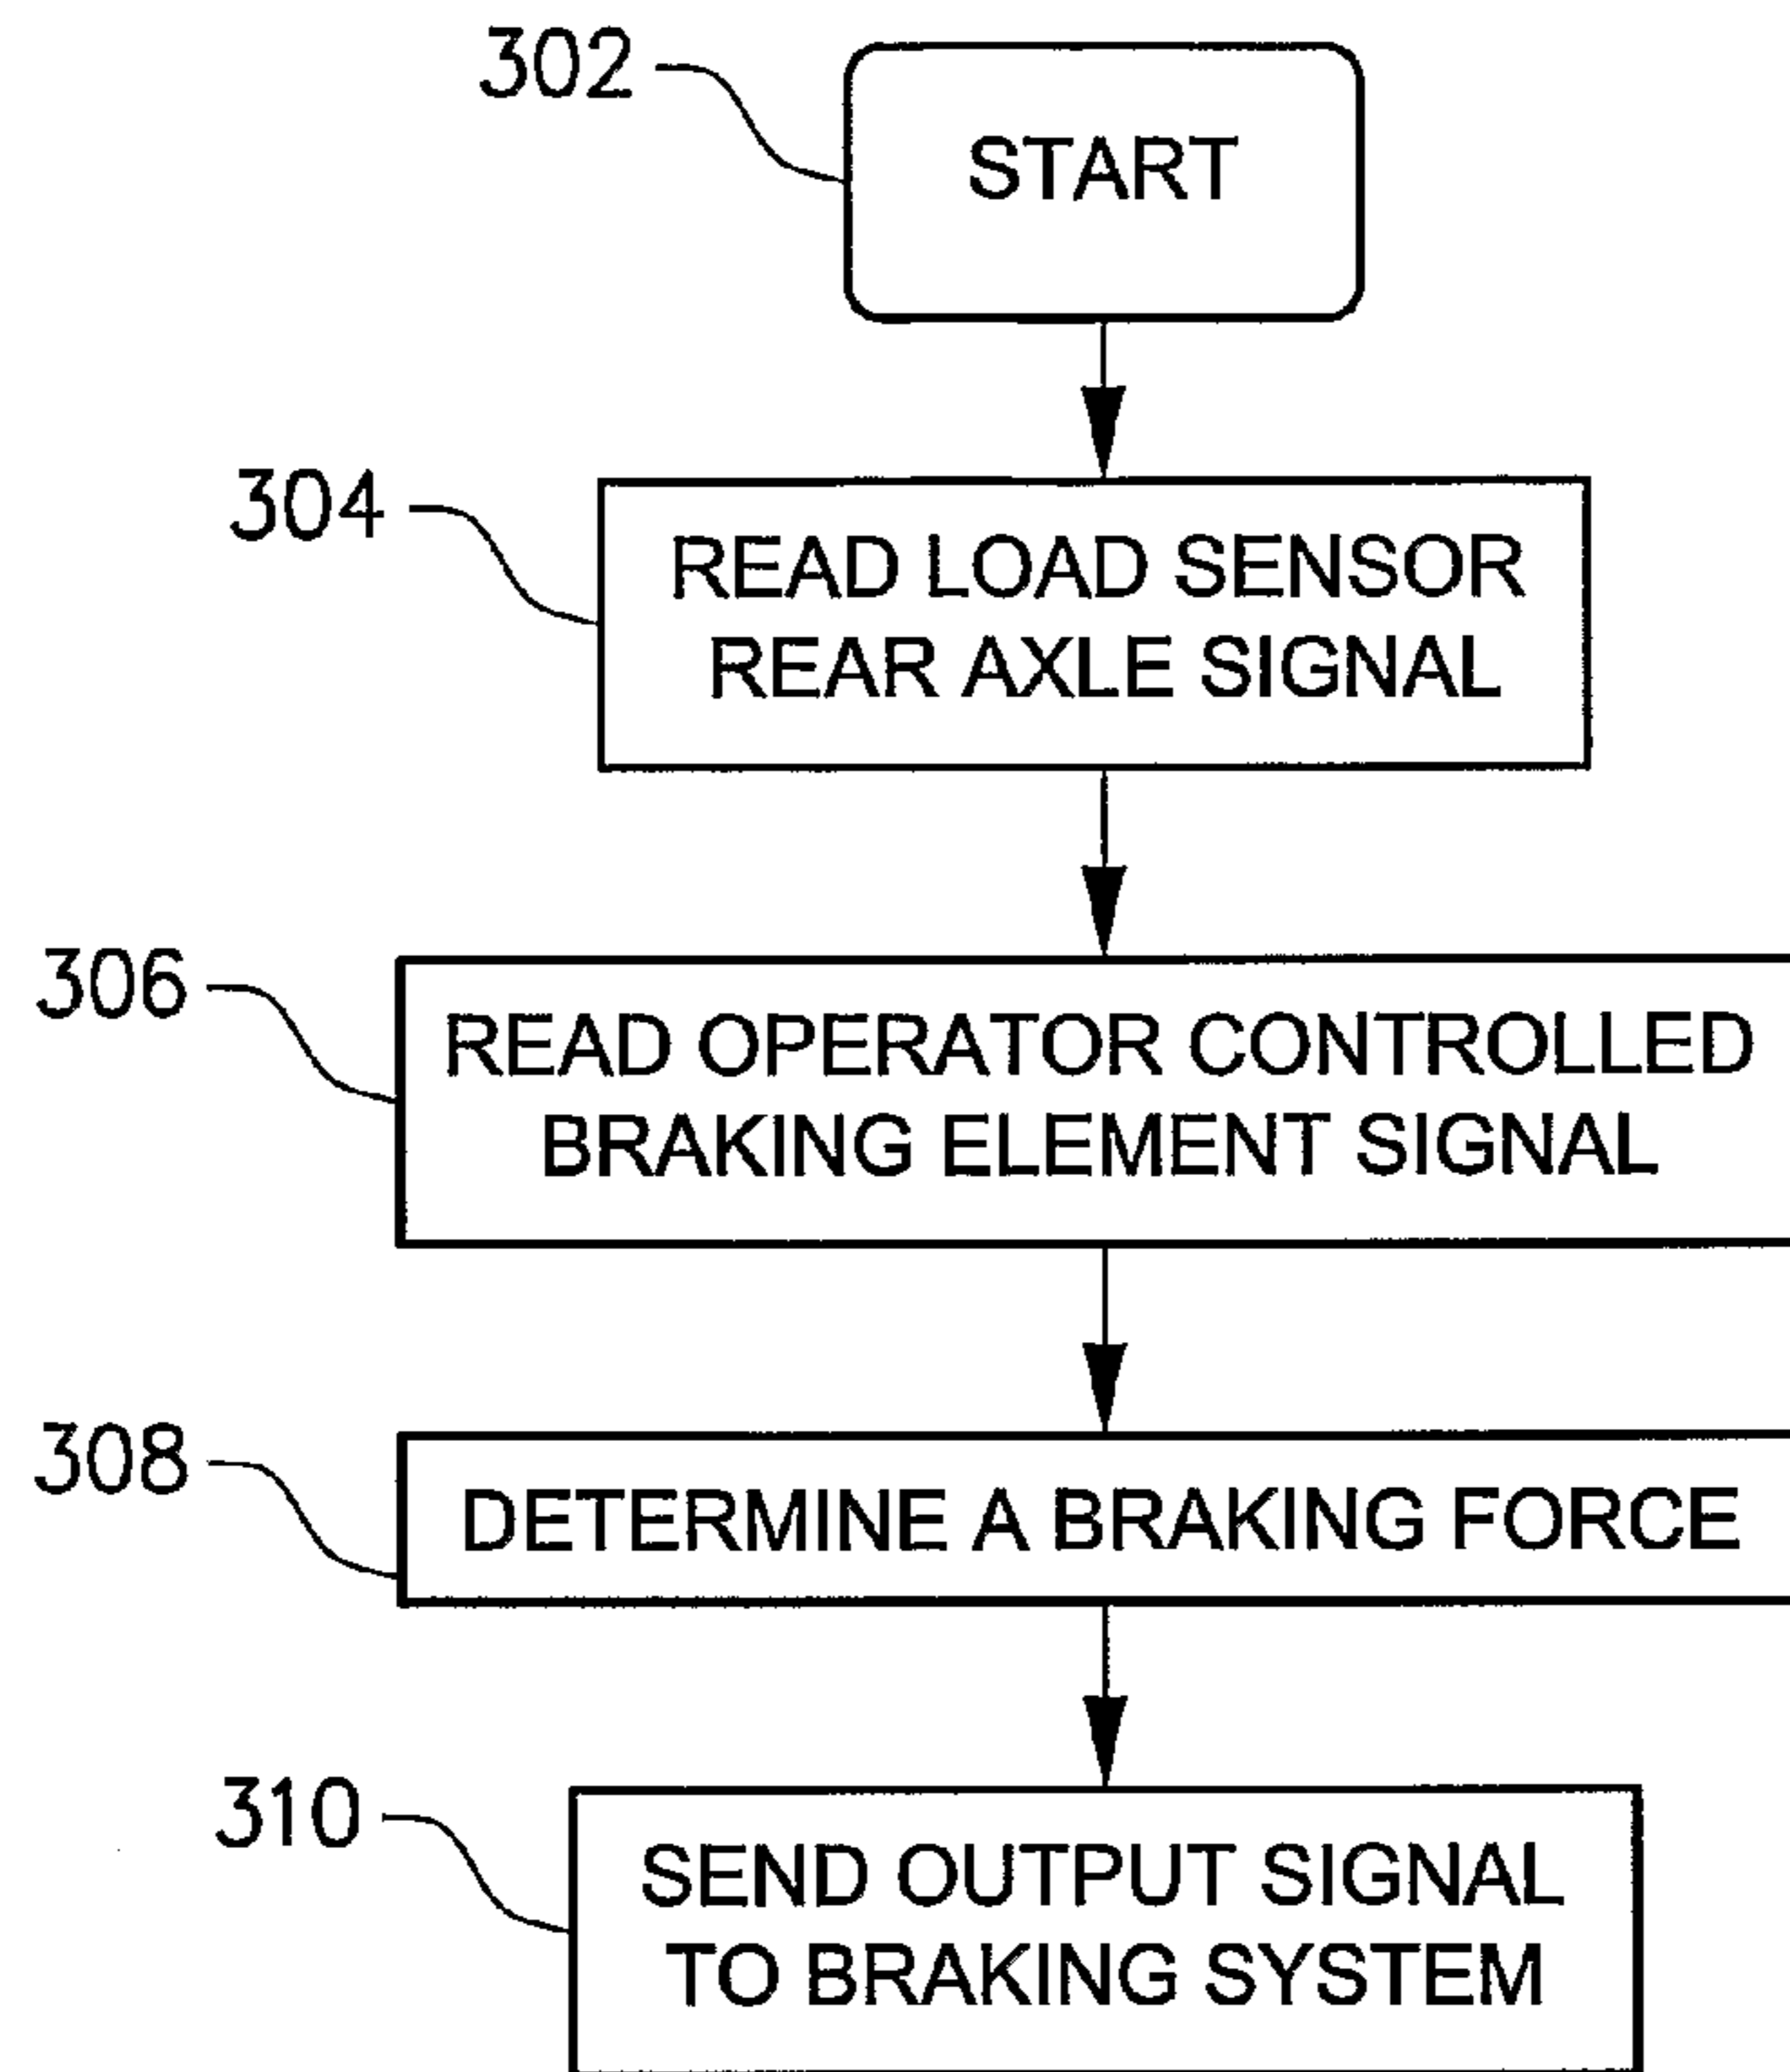 302
START
304
READ LOAD SENSOR
REAR AXLE SIGNAL
306
READ OPERATOR CONTROLLED
BRAKING ELEMENT SIGNAL
308
DETERMINE A BRAKING FORCE
310
SEND OUTPUT SIGNAL
TO BRAKING SYSTEM